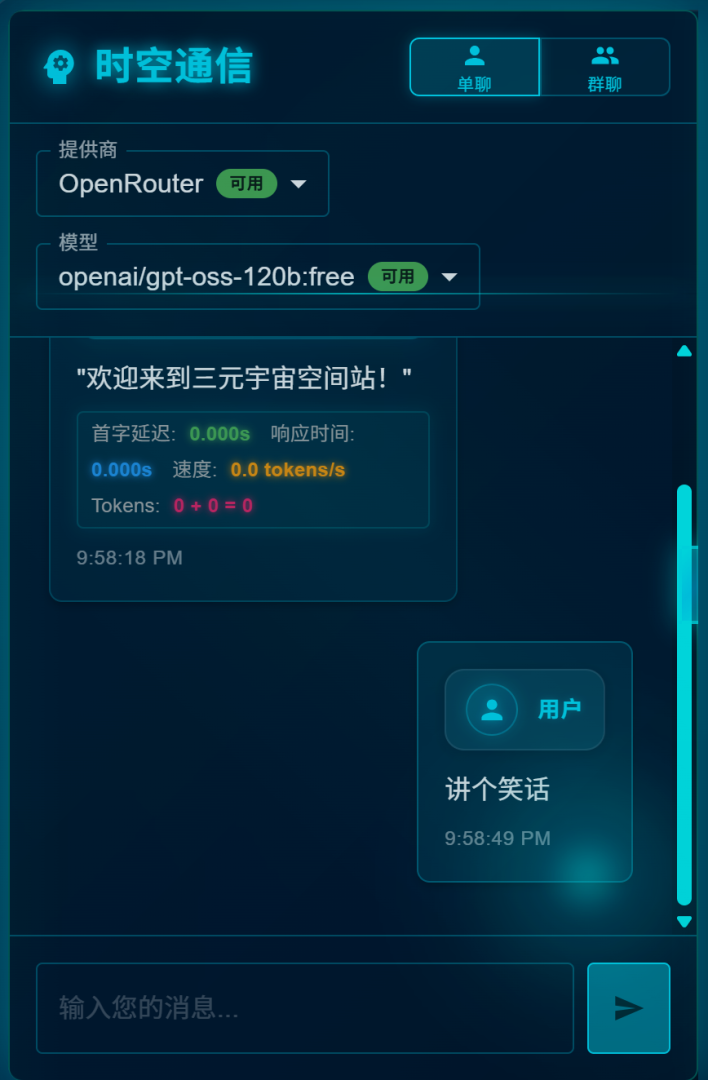 时空通信
单聊
群聊
提供商
OpenRouter 可用
模型
openai/gpt-oss-120b:free 可用
"欢迎来到三元宇宙空间站！"
首字延迟: 0.000s 响应时间:
0.000s 速度: 0.0 tokens/s
Tokens: 0 + 0 = 0
9:58:18 PM
用户
讲个笑话
9:58:49 PM
输入您的消息...